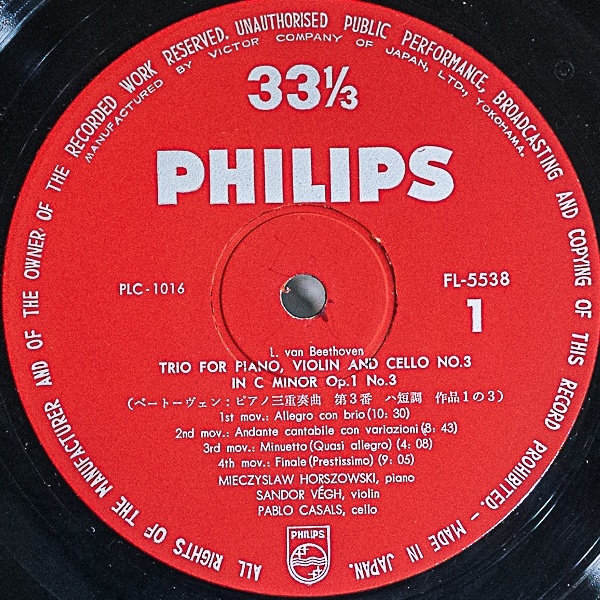 ALL RIGHTS OF THE MANUFACTURER AND OF THE OWNER OF THE RECORDED WORK RESERVED. UNAUTHORISED PUBLIC PERFORMANCE, BROADCASTING AND COPYING OF THIS RECORD PROHIBITED. – MADE IN JAPAN.
MANUFACTURED BY VICTOR COMPANY OF JAPAN, LTD., YOKOHAMA.
33⅓
PHILIPS
PLC-1016
FL-5538
1
L. van Beethoven
TRIO FOR PIANO, VIOLIN AND CELLO NO.3
IN C MINOR Op.1 No.3
(ベートーヴェン：ピアノ三重奏曲 第3番 ハ短調 作品1の3)
1st mov.: Allegro con brio (10: 30)
2nd mov.: Andante cantabile con variazioni (8: 43)
3rd mov.: Minuetto (Quasi allegro) (4: 08)
4th mov.: Finale (Prestissimo) (9: 05)
MIECZYSLAW HORSZOWSKI, piano
SANDOR VÉGH, violin
PABLO CASALS, cello
PHILIPS